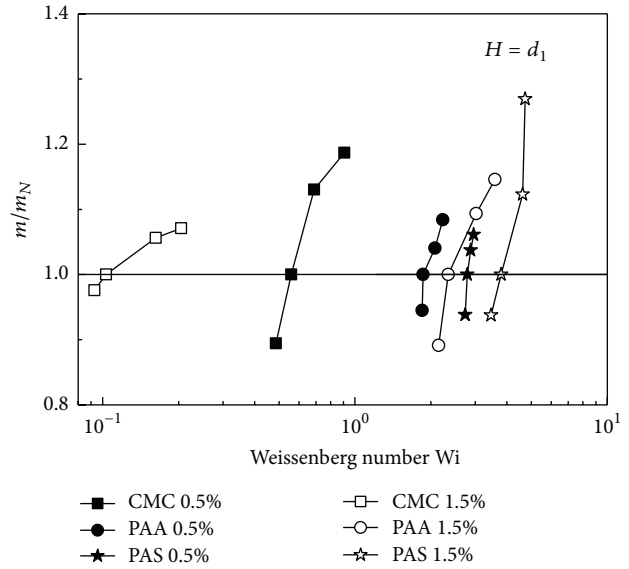 1.4
H = d₁
1.2
m/m_N
1.0
0.8
10⁻¹
10⁰
10¹
Weissenberg number Wi
CMC 0.5%
CMC 1.5%
PAA 0.5%
PAA 1.5%
PAS 0.5%
PAS 1.5%